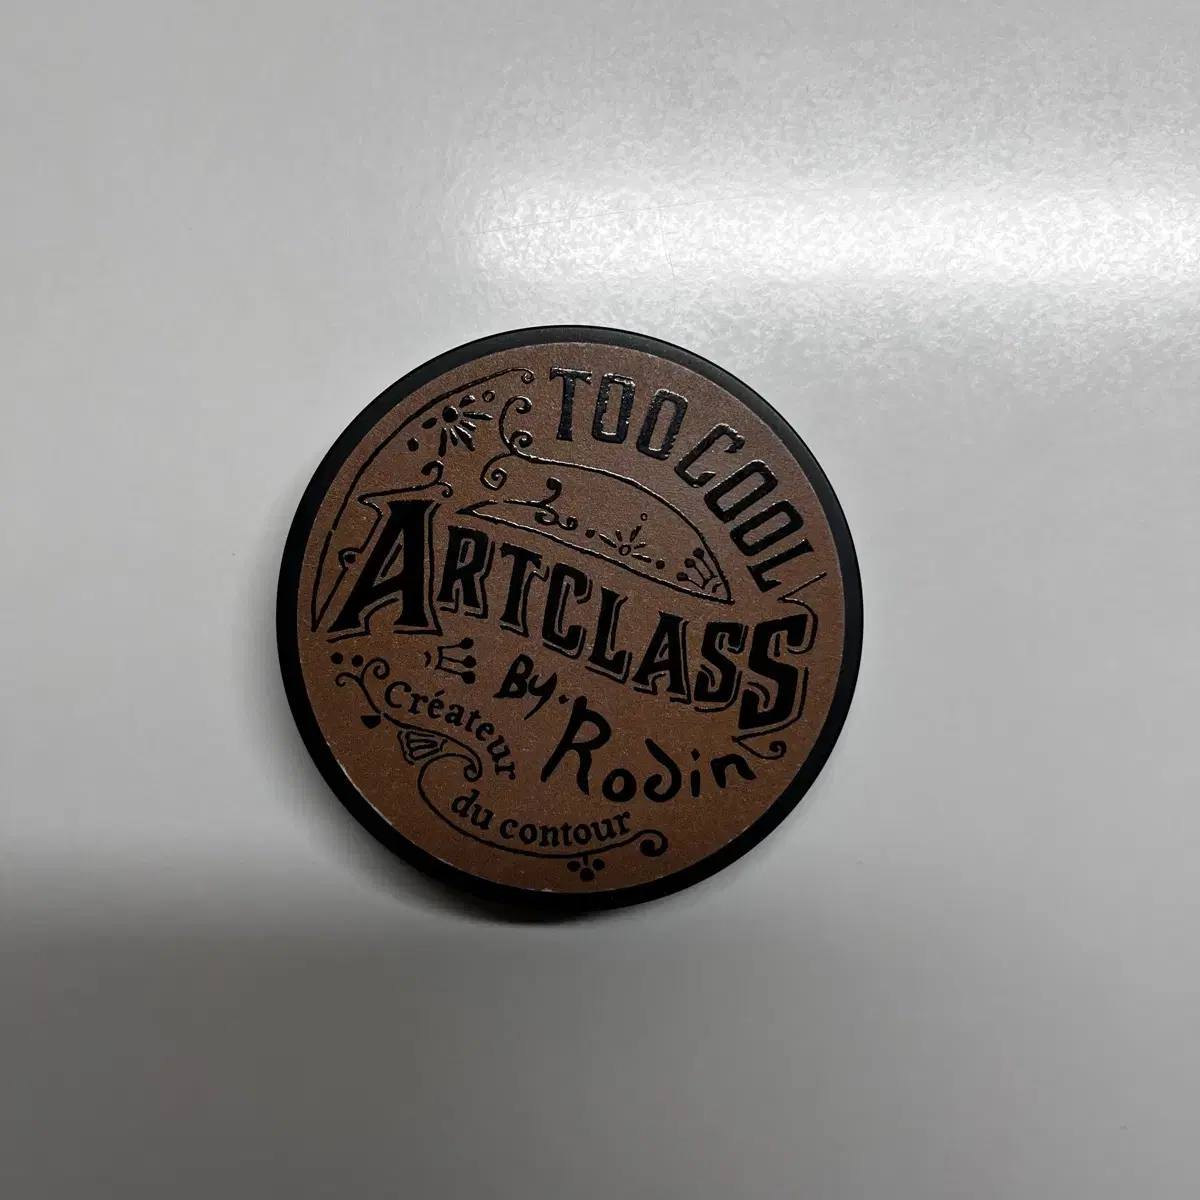 TOO COOL
ARTCLASS
By. Rodin
Créateur
du contour